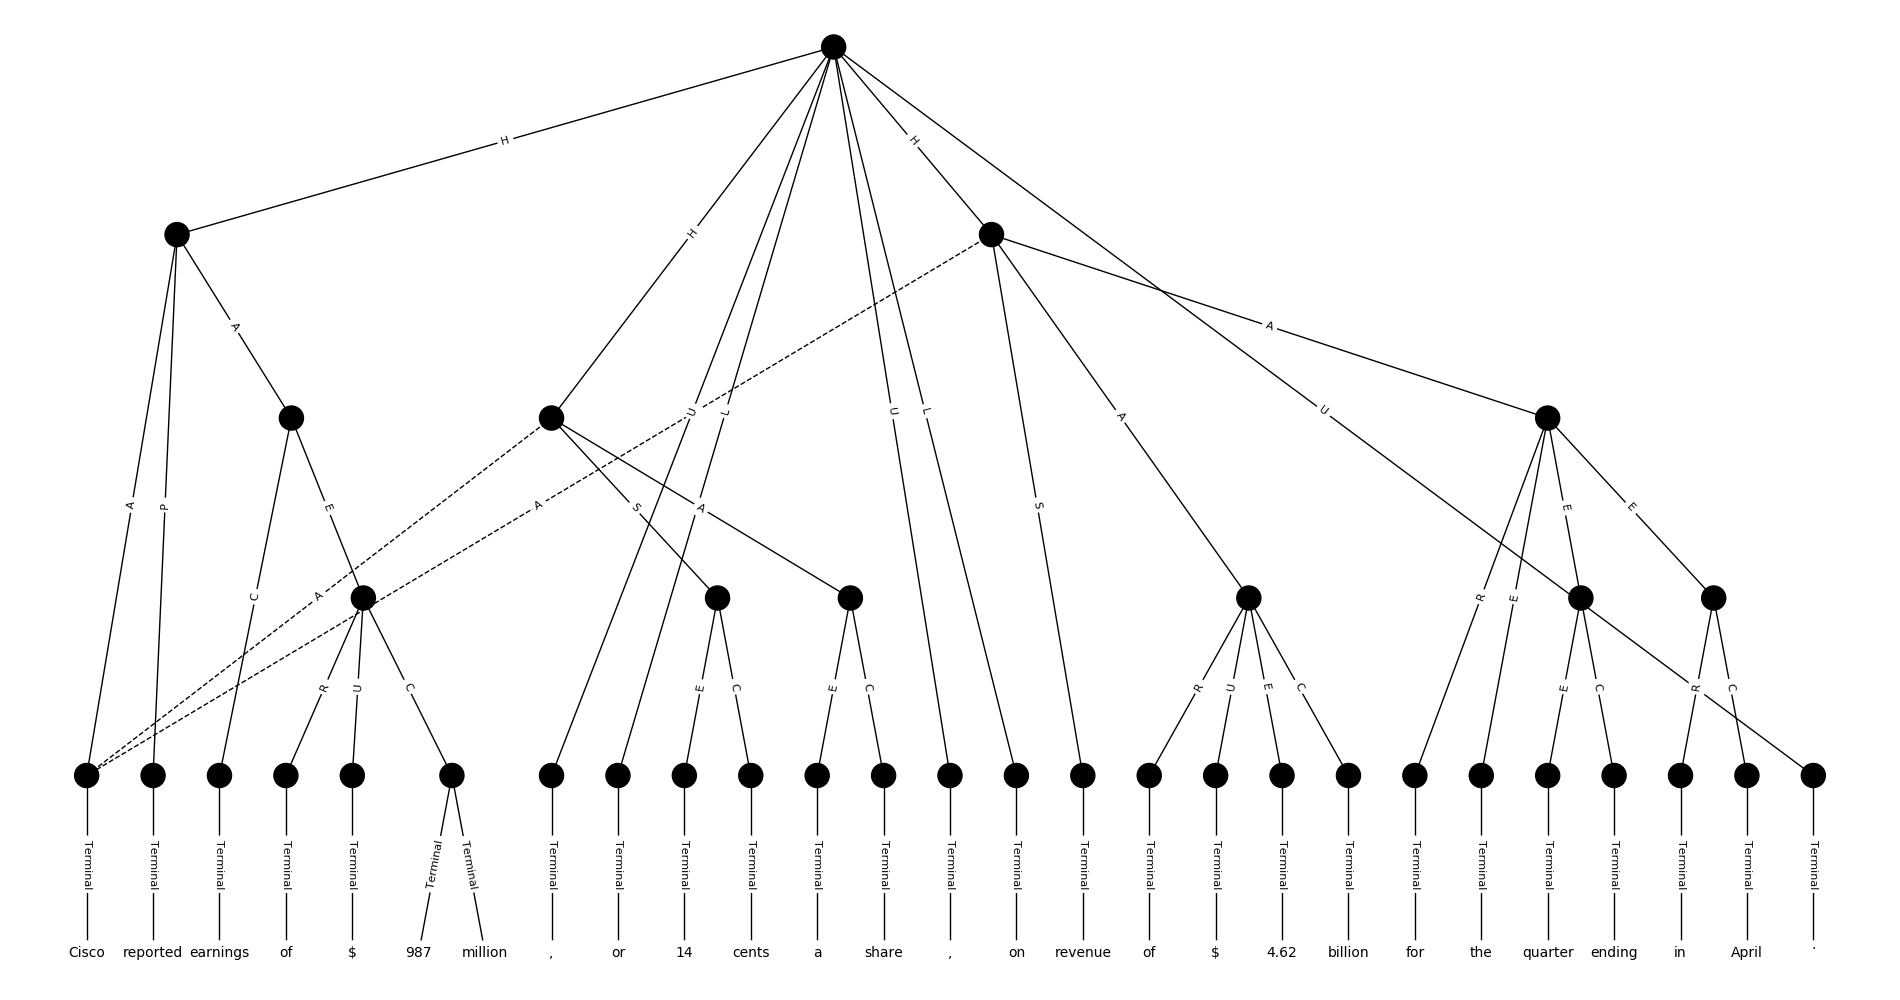 H
H
H
A
A
U
L
U
L
U
A
A
P
E
S
A
S
E
E
C
A
A
R
E
R
U
C
E
C
E
C
R
U
E
C
E
C
R
C
Terminal Terminal Terminal Terminal Terminal Terminal Terminal Terminal Terminal Terminal Terminal Terminal Terminal Terminal Terminal Terminal Terminal Terminal Terminal Terminal Terminal Terminal Terminal Terminal Terminal Terminal Terminal
Cisco reported earnings of $ 987 million , or 14 cents a share , on revenue of $ 4.62 billion for the quarter ending in April .